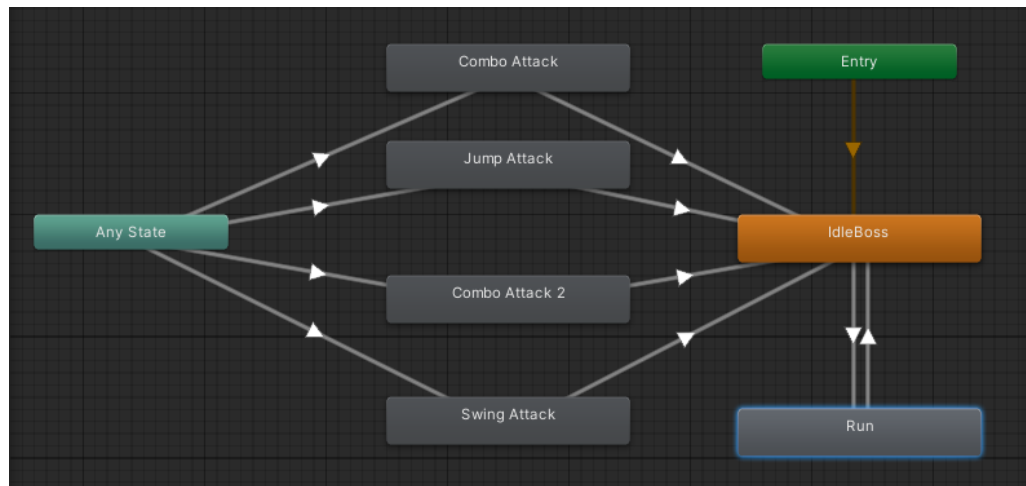 Combo Attack
Entry
Jump Attack
Any State
IdleBoss
Combo Attack 2
Swing Attack
Run